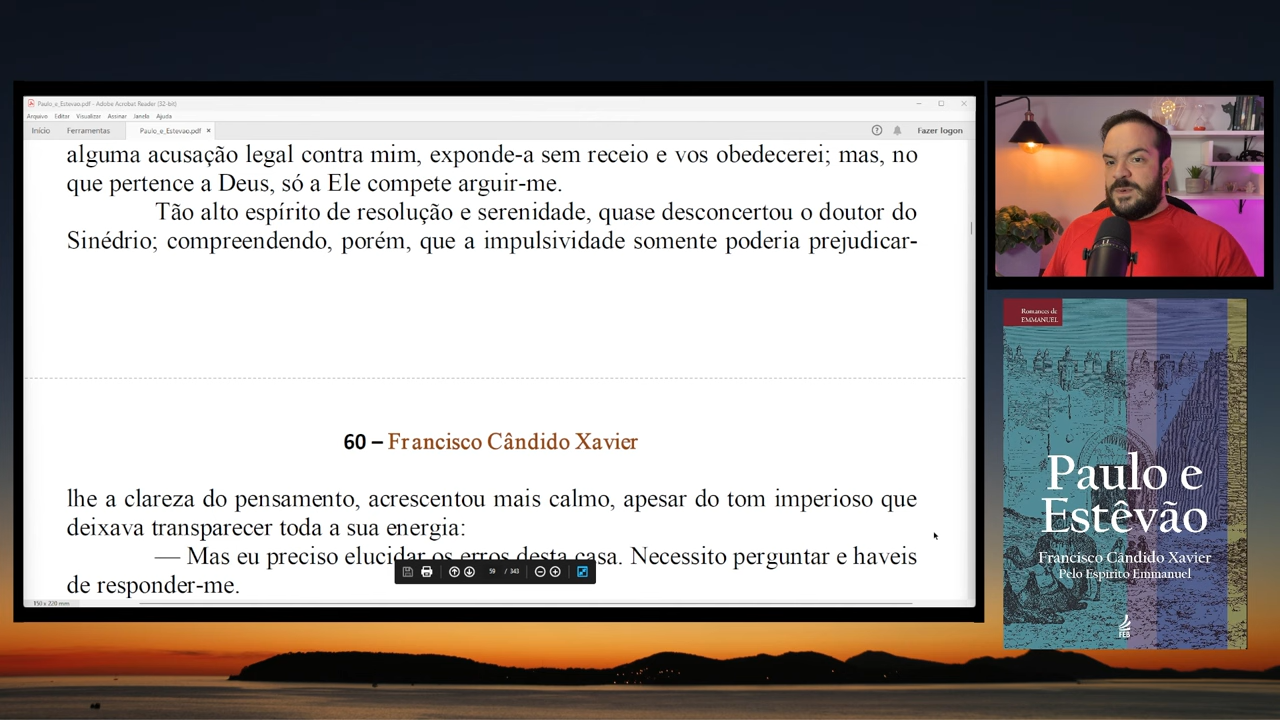 Paulo_e_Estevao.pdf - Adobe Acrobat Reader (32-bit)
Arquivo Editar Visualizar Assinar Janela Ajuda
Início Ferramentas Paulo_e_Estevao.pdf × Fazer logon
alguma acusação legal contra mim, exponde-a sem receio e vos obedecerei; mas, no
que pertence a Deus, só a Ele compete arguir-me.
Tão alto espírito de resolução e serenidade, quase desconcertou o doutor do
Sinédrio; compreendendo, porém, que a impulsividade somente poderia prejudicar-
60 – Francisco Cândido Xavier
lhe a clareza do pensamento, acrescentou mais calmo, apesar do tom imperioso que
deixava transparecer toda a sua energia:
— Mas eu preciso elucidar os erros desta casa. Necessito perguntar e haveis
de responder-me.
59 / 343
150 x 220 mm
Romances de
EMMANUEL
Paulo e
Estêvão
Francisco Cândido Xavier
Pelo Espírito Emmanuel
FEB